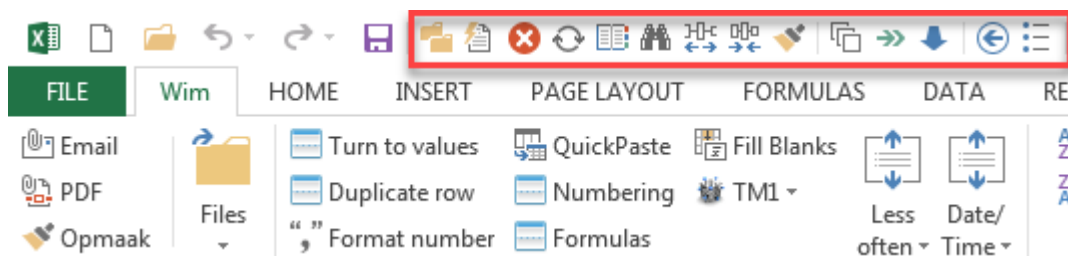 FILE Wim HOME INSERT PAGE LAYOUT FORMULAS DATA RE
Email Turn to values QuickPaste Fill Blanks
PDF Duplicate row Numbering TM1
Opmaak Files Format number Formulas Less often Date/ Time